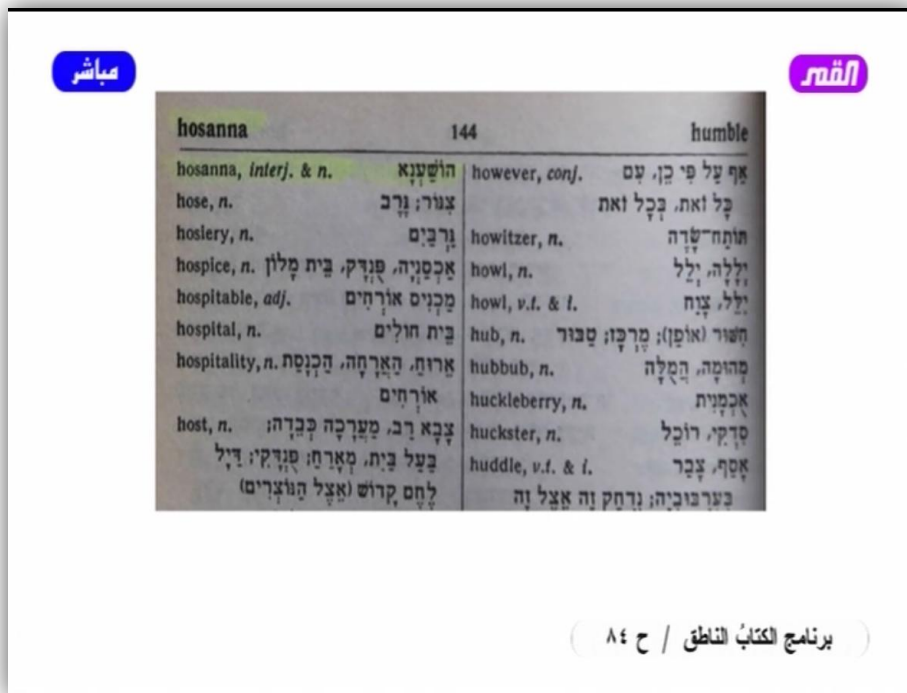 مباشر
القمر
hosanna 144 humble
hosanna, interj. & n. הוֹשַׁעְנָא
hose, n. צִנּוֹר; גֶּרֶב
hosiery, n. גַּרְבַּיִם
hospice, n. אַכְסַנְיָה, פֻּנְדָּק, בֵּית מָלוֹן
hospitable, adj. מַכְנִיס אוֹרְחִים
hospital, n. בֵּית חוֹלִים
hospitality, n. אֵרוּחַ, הַאֲרָחָה, הַכְנָסַת
אוֹרְחִים
host, n. צָבָא רַב, מַעֲרָכָה כְּבֵדָה;
בַּעַל בַּיִת, מְאָרֵחַ; פֻּנְדָּקִי; דַּיָּל
לֶחֶם קָדוֹשׁ (אֵצֶל הַנּוֹצְרִים)
however, conj. אַף עַל פִּי כֵן, עִם
כָּל זֹאת, בְּכָל זֹאת
howitzer, n. תּוֹתַח־שָׂדֶה
howl, n. יְלָלָה, יְלֵל
howl, v.t. & i. יִלֵּל, צָוַח
hub, n. חִשּׁוּר (אוֹפַן); מֶרְכָּז; טַבּוּר
hubbub, n. מְהוּמָה, הֲמֻלָּה
huckleberry, n. אֻכְמָנִית
huckster, n. סִדְקִי, רוֹכֵל
huddle, v.t. & i. אָסַף, צָבַר
בְּעִרְבּוּבְיָה; נִדְחַק זֶה אֵצֶל זֶה
برنامج الكتابُ الناطق / ح ٨٤